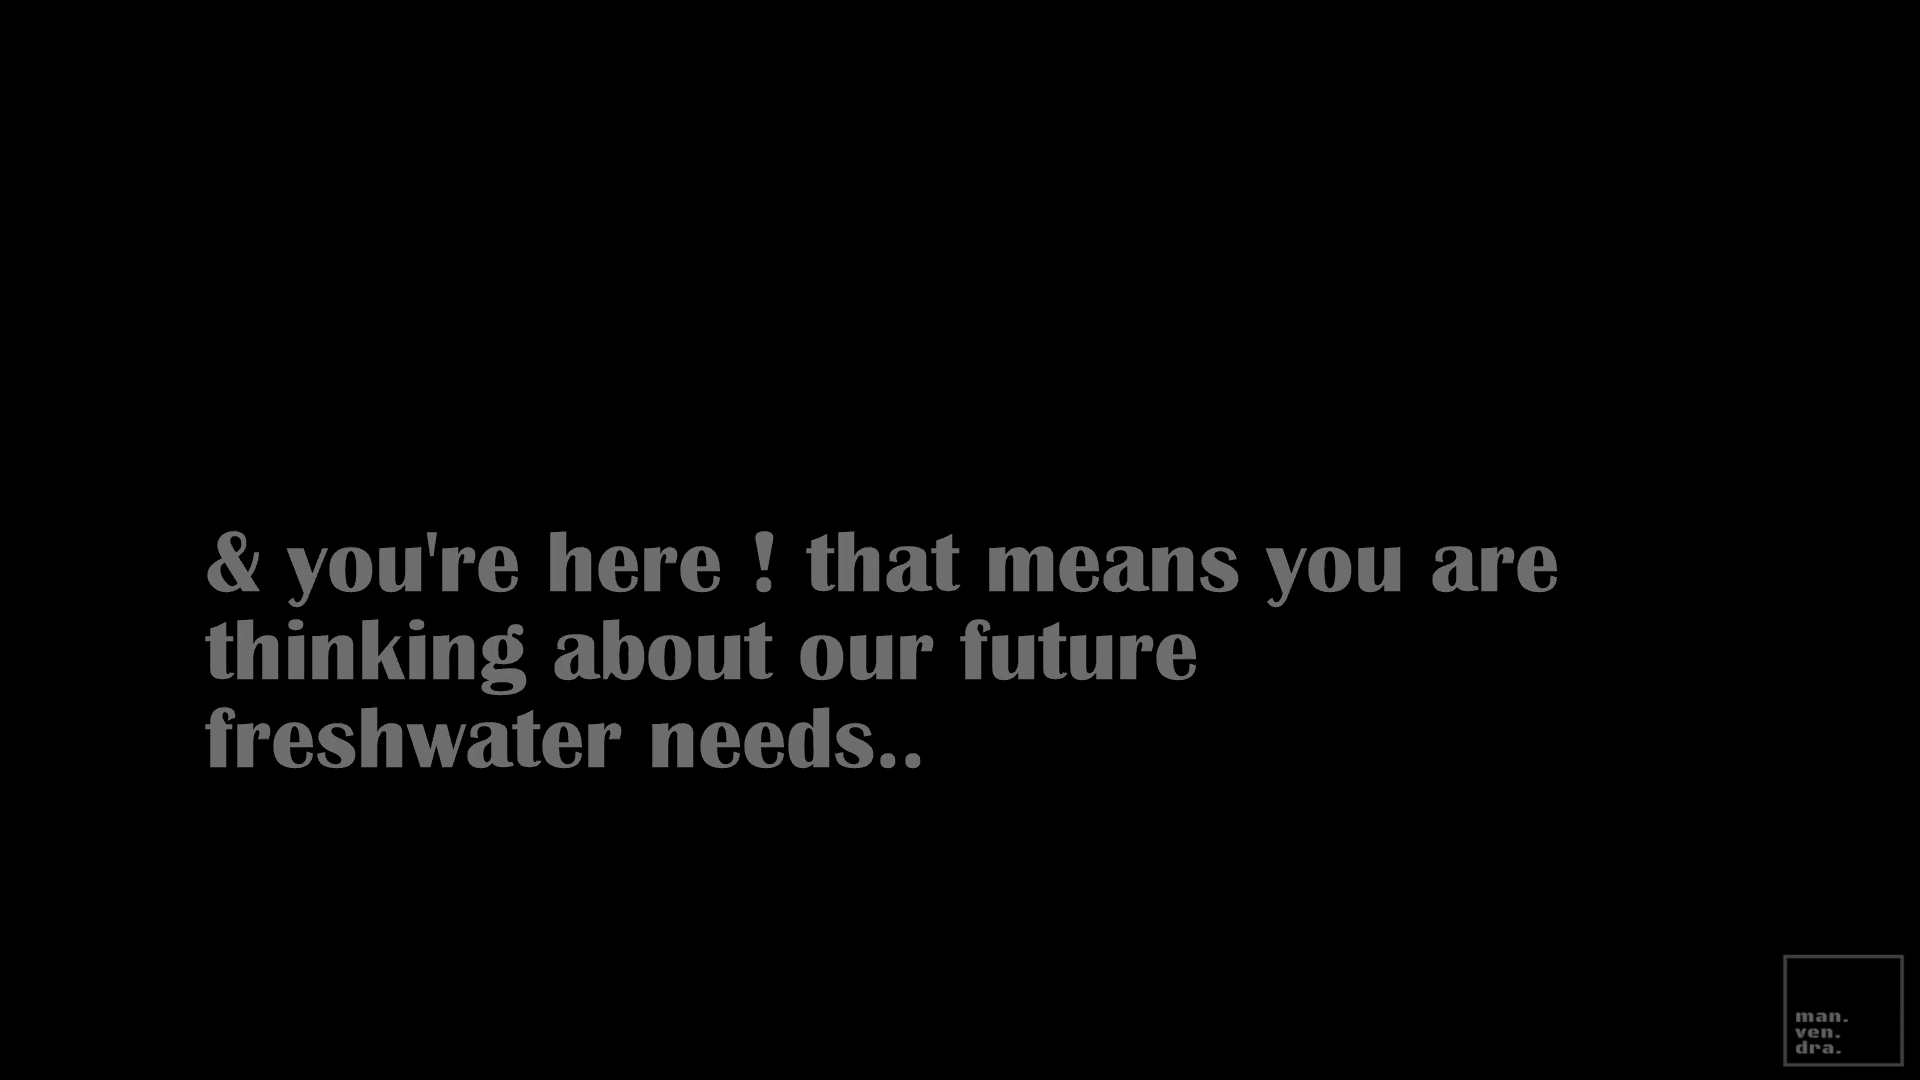 & you're here ! that means you are
thinking about our future
freshwater needs..
man.
ven.
dra.